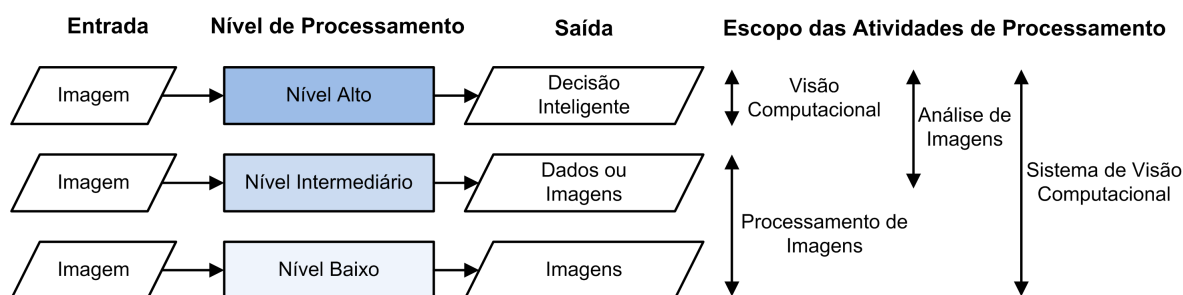 Entrada
Nível de Processamento
Saída
Escopo das Atividades de Processamento
Imagem
Nível Alto
Decisão
Inteligente
Visão
Computacional
Análise de
Imagens
Imagem
Nível Intermediário
Dados ou
Imagens
Sistema de Visão
Computacional
Processamento de
Imagens
Imagem
Nível Baixo
Imagens